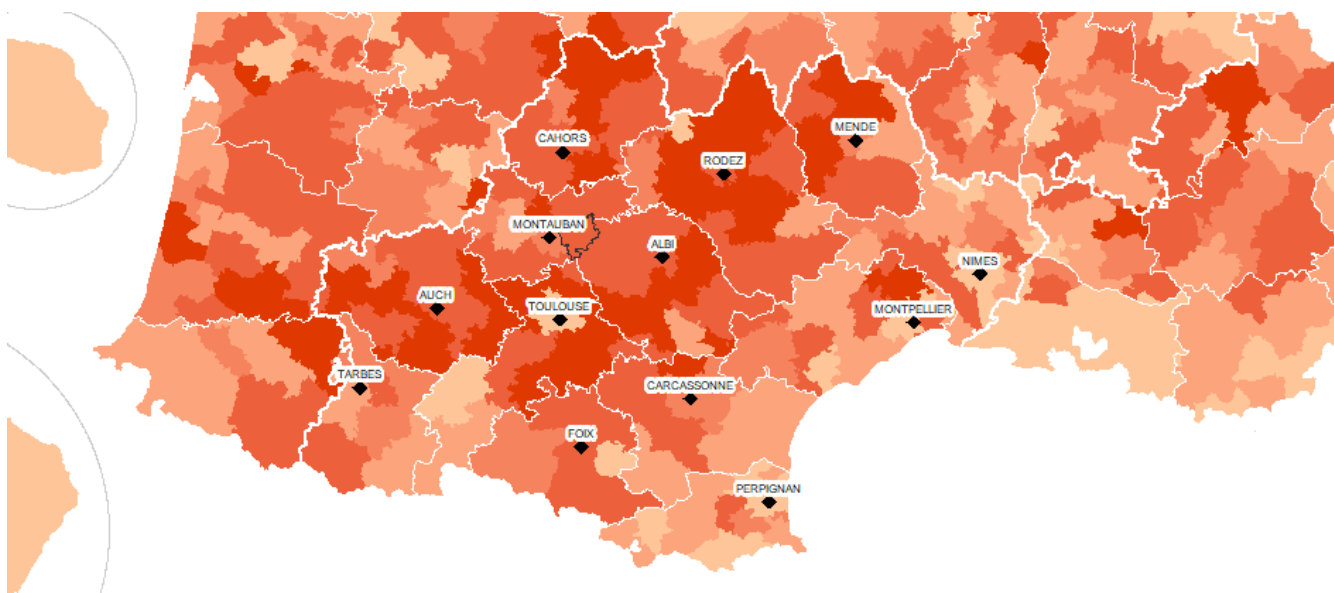 MENDE
CAHORS
RODEZ
MONTAUBAN
ALBI
NIMES
AUCH
TOULOUSE
MONTPELLIER
TARBES
CARCASSONNE
FOIX
PERPIGNAN